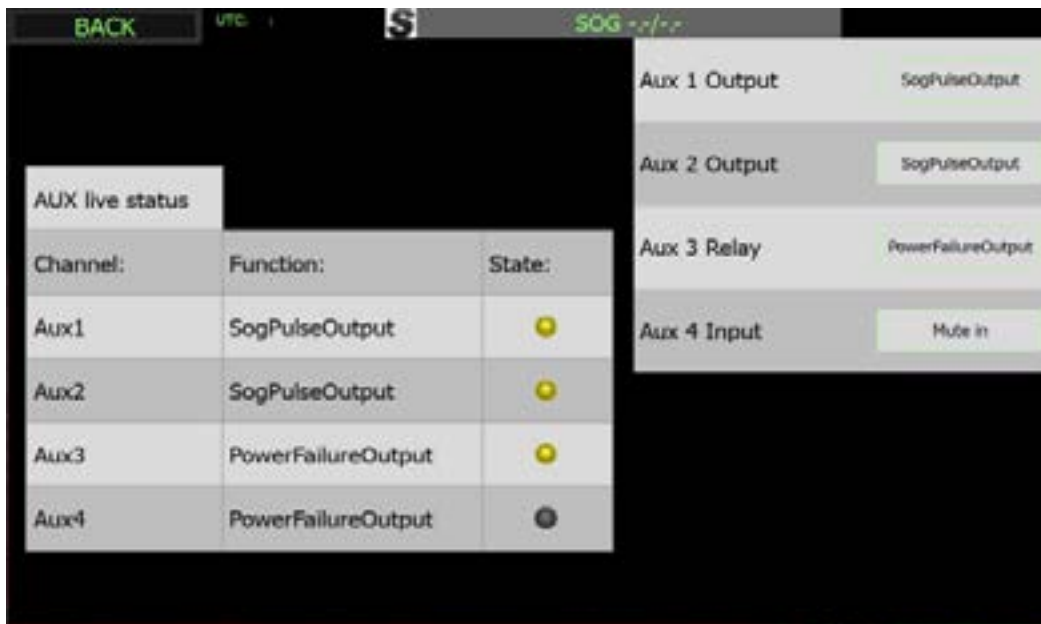 BACK
UTC:
S
SOG -.-/-.-
Aux 1 Output SogPulseOutput
Aux 2 Output SogPulseOutput
Aux 3 Relay PowerFailureOutput
Aux 4 Input Mute in
AUX live status
Channel: Function: State:
Aux1 SogPulseOutput
Aux2 SogPulseOutput
Aux3 PowerFailureOutput
Aux4 PowerFailureOutput